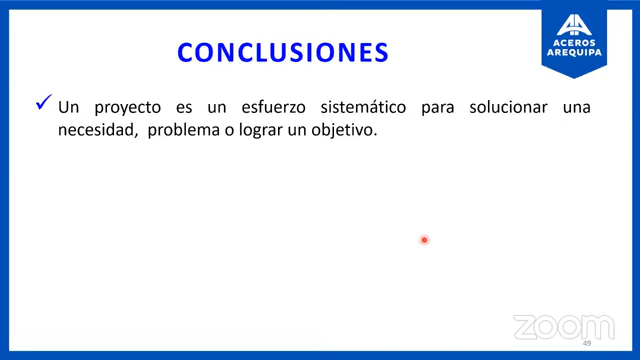 ACEROS
AREQUIPA
CONCLUSIONES
Un proyecto es un esfuerzo sistemático para solucionar una
necesidad, problema o lograr un objetivo.
zoom
49